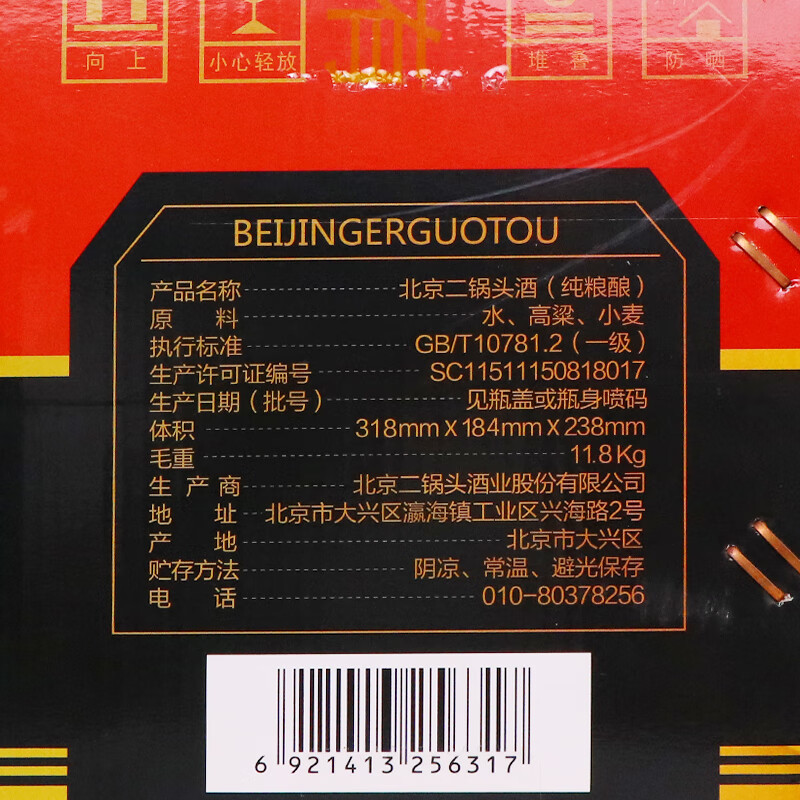 向 上
小心轻放
堆 叠
防 晒
BEIJINGERGUOTOU
产品名称 北京二锅头酒（纯粮酿）
原 料 水、高粱、小麦
执行标准 GB/T10781.2（一级）
生产许可证编号 SC11511150818017
生产日期（批号） 见瓶盖或瓶身喷码
体积 318mm X 184mm X 238mm
毛重 11.8Kg
生 产 商 北京二锅头酒业股份有限公司
地 址 北京市大兴区瀛海镇工业区兴海路2号
产 地 北京市大兴区
贮存方法 阴凉、常温、避光保存
电 话 010-80378256
6 921413 256317